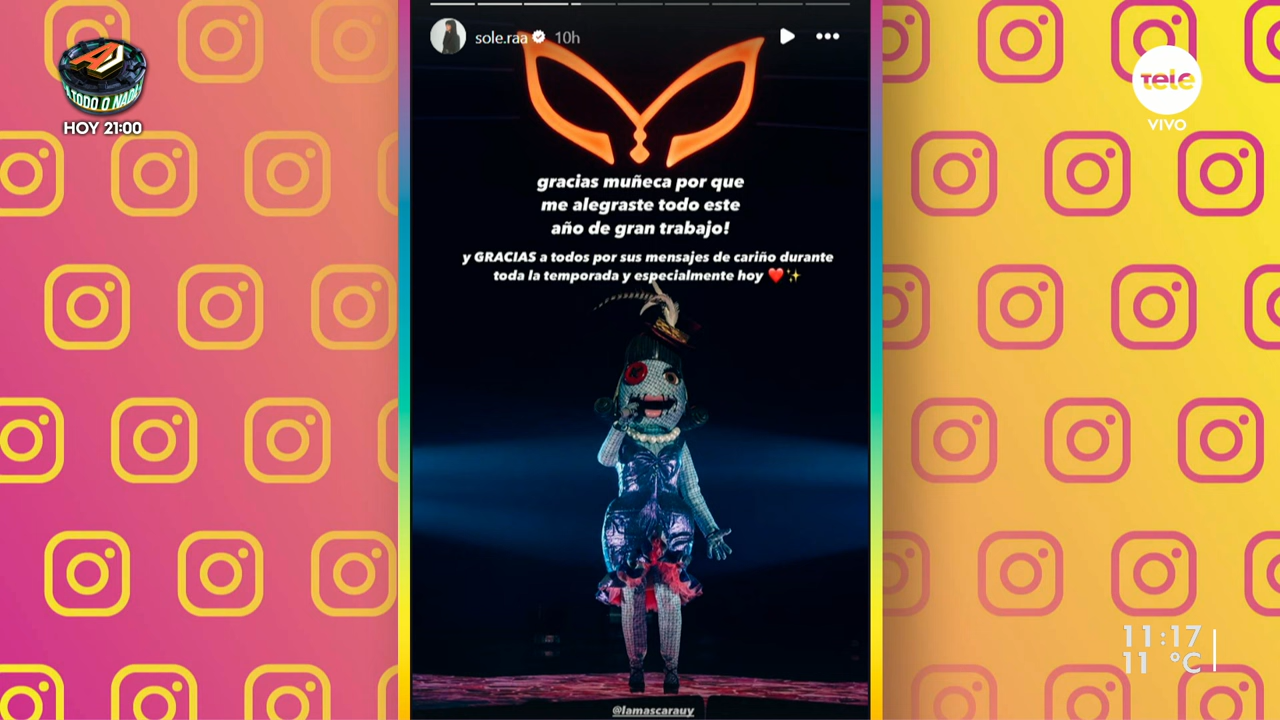 sole.raa 10h
A TODO O NADA
HOY 21:00
tele
VIVO
gracias muñeca por que
me alegraste todo este
año de gran trabajo!
y GRACIAS a todos por sus mensajes de cariño durante
toda la temporada y especialmente hoy ❤️✨
11:17
11 °C
@lamascarauy